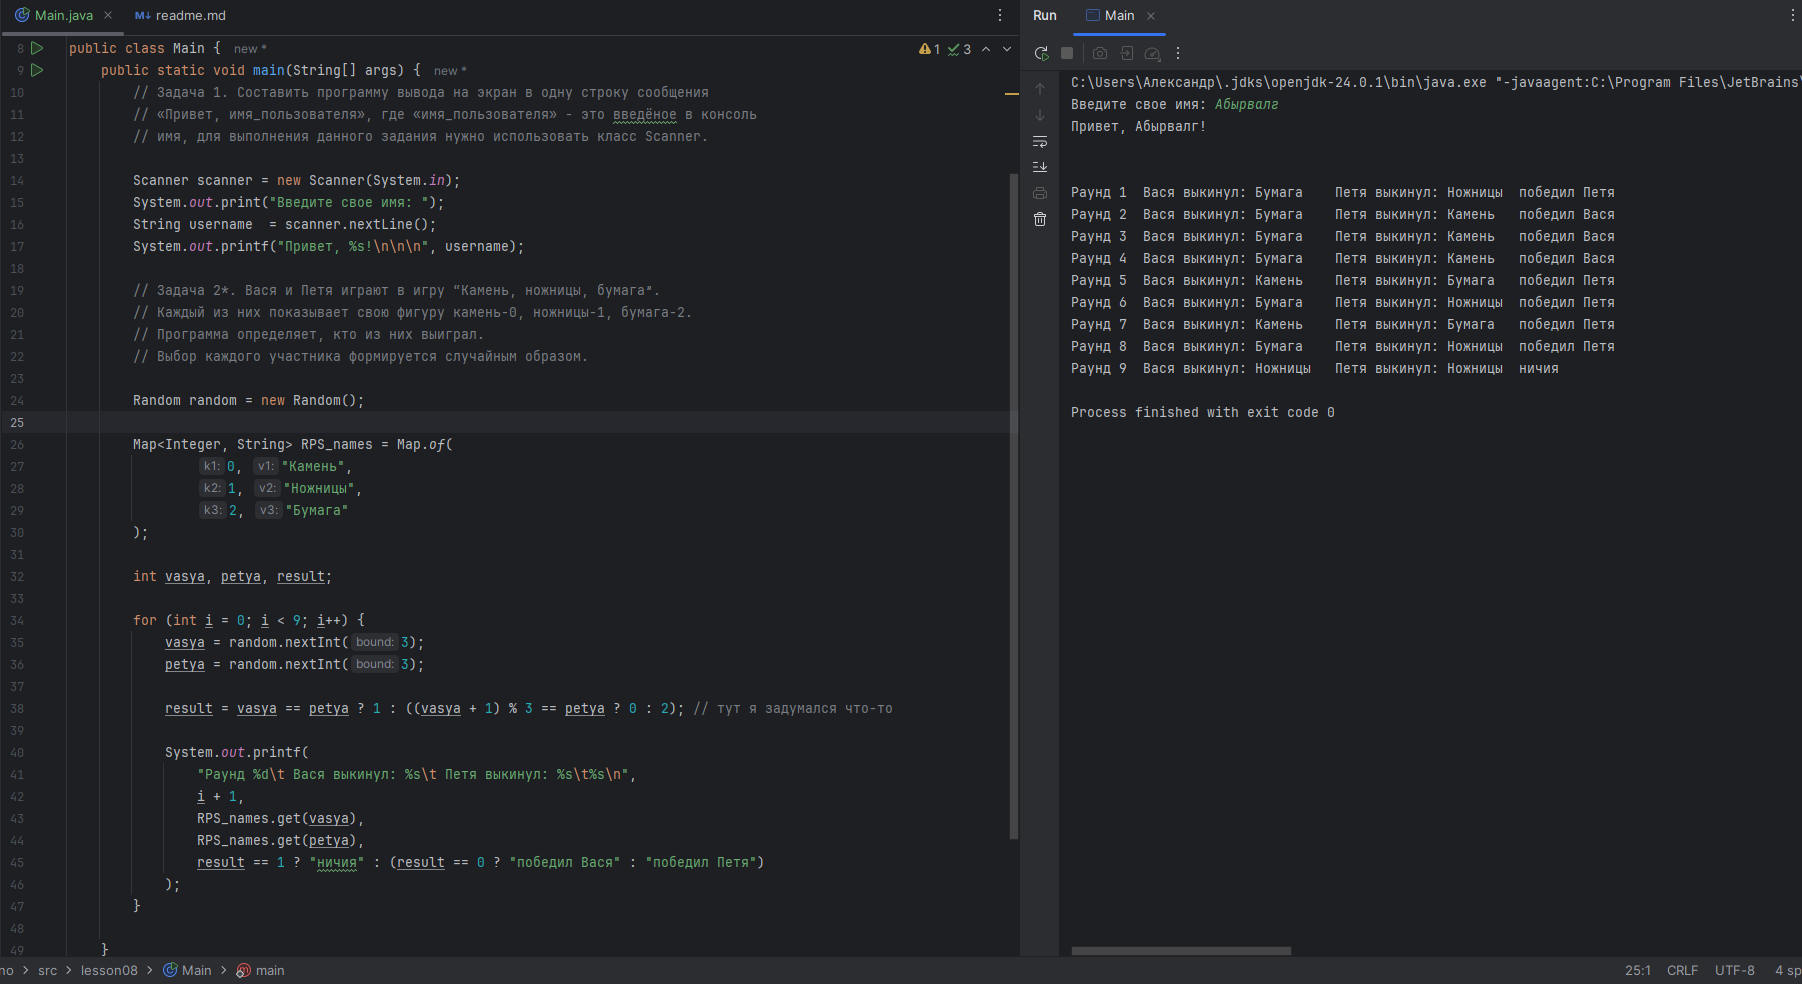 Main.java
readme.md
Run
Main
8 public class Main { new *
1 3
9 public static void main(String[] args) { new *
10 // Задача 1. Составить программу вывода на экран в одну строку сообщения
11 // «Привет, имя_пользователя», где «имя_пользователя» - это введёное в консоль
12 // имя, для выполнения данного задания нужно использовать класс Scanner.
13
14 Scanner scanner = new Scanner(System.in);
15 System.out.print("Введите свое имя: ");
16 String username  = scanner.nextLine();
17 System.out.printf("Привет, %s!\n\n\n", username);
18
19 // Задача 2*. Вася и Петя играют в игру “Камень, ножницы, бумага”.
20 // Каждый из них показывает свою фигуру камень-0, ножницы-1, бумага-2.
21 // Программа определяет, кто из них выиграл.
22 // Выбор каждого участника формируется случайным образом.
23
24 Random random = new Random();
25
26 Map<Integer, String> RPS_names = Map.of(
27 k1: 0, v1: "Камень",
28 k2: 1, v2: "Ножницы",
29 k3: 2, v3: "Бумага"
30 );
31
32 int vasya, petya, result;
33
34 for (int i = 0; i < 9; i++) {
35 vasya = random.nextInt( bound: 3);
36 petya = random.nextInt( bound: 3);
37
38 result = vasya == petya ? 1 : ((vasya + 1) % 3 == petya ? 0 : 2); // тут я задумался что-то
39
40 System.out.printf(
41 "Раунд %d\t Вася выкинул: %s\t Петя выкинул: %s\t%s\n",
42 i + 1,
43 RPS_names.get(vasya),
44 RPS_names.get(petya),
45 result == 1 ? "ничия" : (result == 0 ? "победил Вася" : "победил Петя")
46 );
47 }
48
49 }
C:\Users\Александр\.jdks\openjdk-24.0.1\bin\java.exe "-javaagent:C:\Program Files\JetBrains\
Введите свое имя: Абырвалг
Привет, Абырвалг!
Раунд 1 Вася выкинул: Бумага Петя выкинул: Ножницы победил Петя
Раунд 2 Вася выкинул: Бумага Петя выкинул: Камень победил Вася
Раунд 3 Вася выкинул: Бумага Петя выкинул: Камень победил Вася
Раунд 4 Вася выкинул: Бумага Петя выкинул: Камень победил Вася
Раунд 5 Вася выкинул: Камень Петя выкинул: Бумага победил Петя
Раунд 6 Вася выкинул: Бумага Петя выкинул: Ножницы победил Петя
Раунд 7 Вася выкинул: Камень Петя выкинул: Бумага победил Петя
Раунд 8 Вася выкинул: Бумага Петя выкинул: Ножницы победил Петя
Раунд 9 Вася выкинул: Ножницы Петя выкинул: Ножницы ничия
Process finished with exit code 0
no > src > lesson08 > Main > main
25:1 CRLF UTF-8 4 sp